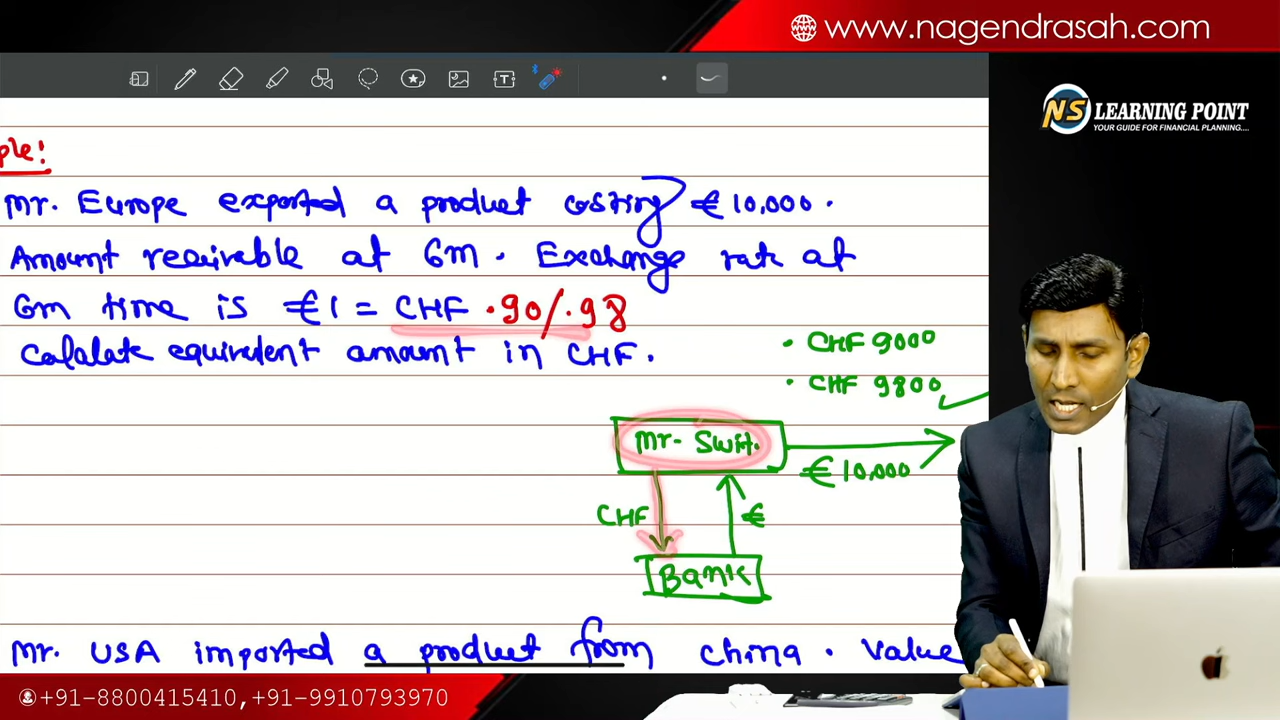 www.nagendrasah.com
NS LEARNING POINT
YOUR GUIDE FOR FINANCIAL PLANNING....
ple!
Mr. Europe exported a product costing €10,000.
Amount receivable at 6m. Exchange rate at
6m time is €1 = CHF .90/.98
Calalate equivalent amount in CHF.
• CHF 9000
• CHF 9800
Mr. Swit.
€10,000
CHF
€
Bank
Mr. USA imported a product from china. Value
+91-8800415410,+91-9910793970